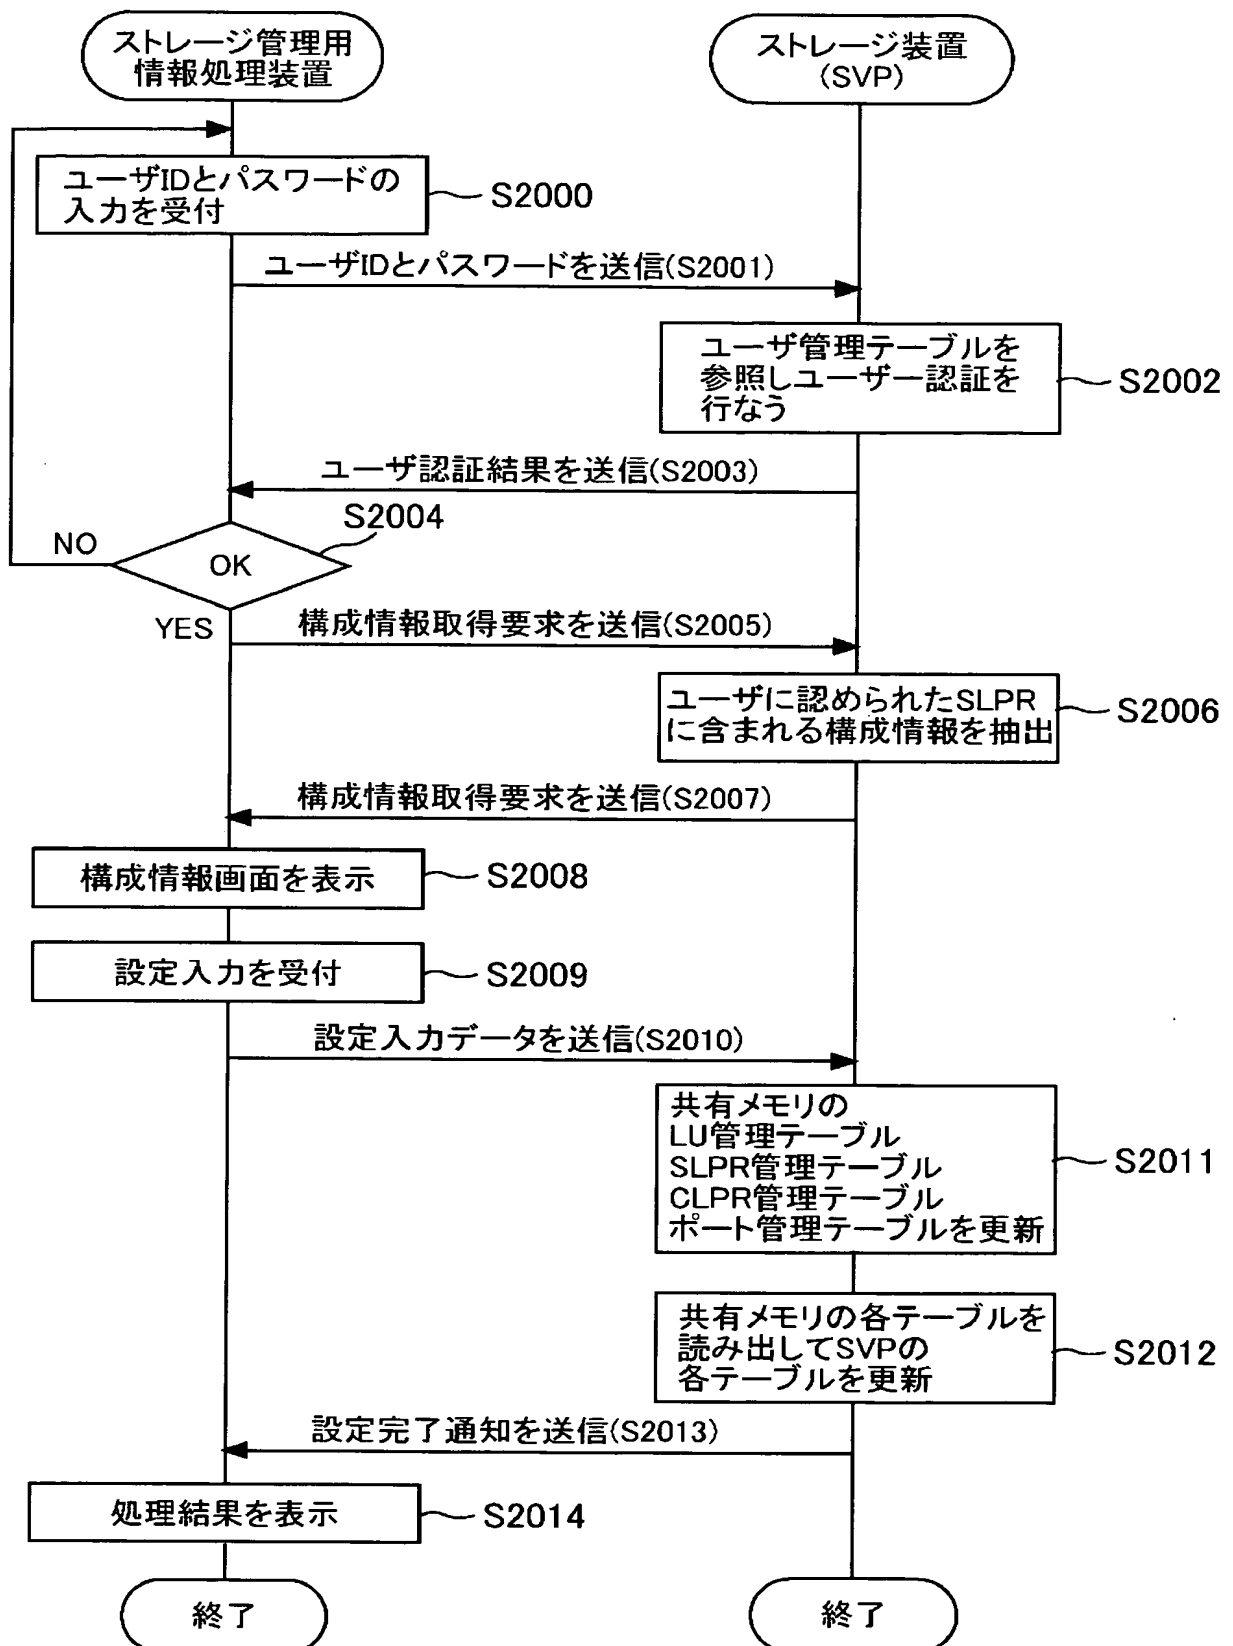 ストレージ管理用
情報処理装置
ストレージ装置
(SVP)
ユーザIDとパスワードの
入力を受付
S2000
ユーザIDとパスワードを送信(S2001)
ユーザ管理テーブルを
参照しユーザー認証を
行なう
S2002
ユーザ認証結果を送信(S2003)
S2004
NO
OK
YES
構成情報取得要求を送信(S2005)
ユーザに認められたSLPR
に含まれる構成情報を抽出
S2006
構成情報取得要求を送信(S2007)
構成情報画面を表示
S2008
設定入力を受付
S2009
設定入力データを送信(S2010)
共有メモリの
LU管理テーブル
SLPR管理テーブル
CLPR管理テーブル
ポート管理テーブルを更新
S2011
共有メモリの各テーブルを
読み出してSVPの
各テーブルを更新
S2012
設定完了通知を送信(S2013)
処理結果を表示
S2014
終了
終了